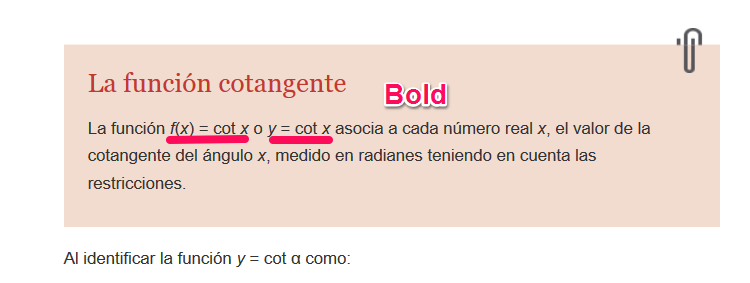 La función cotangente
Bold
La función f(x) = cot x o y = cot x asocia a cada número real x, el valor de la
cotangente del ángulo x, medido en radianes teniendo en cuenta las
restricciones.
Al identificar la función y = cot α como: